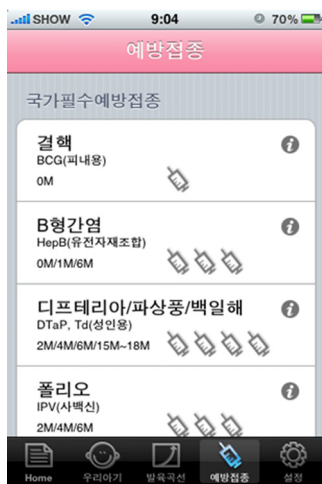 SHOW 9:04 70%
예방접종
국가필수예방접종
결핵
BCG(피내용)
0M
B형간염
HepB(유전자재조합)
0M/1M/6M
디프테리아/파상풍/백일해
DTaP, Td(성인용)
2M/4M/6M/15M~18M
폴리오
IPV(사백신)
2M/4M/6M
Home 우리아기 발육곡선 예방접종 설정